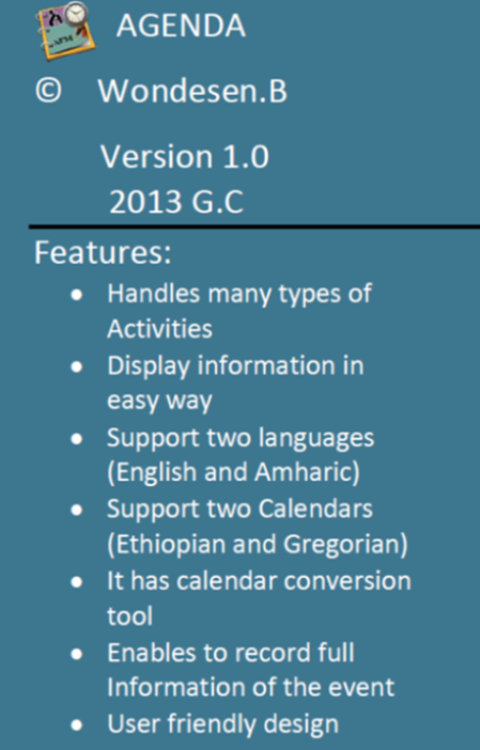 AGENDA
© Wondesen.B
Version 1.0
2013 G.C
Features:
• Handles many types of
Activities
• Display information in
easy way
• Support two languages
(English and Amharic)
• Support two Calendars
(Ethiopian and Gregorian)
• It has calendar conversion
tool
• Enables to record full
Information of the event
• User friendly design